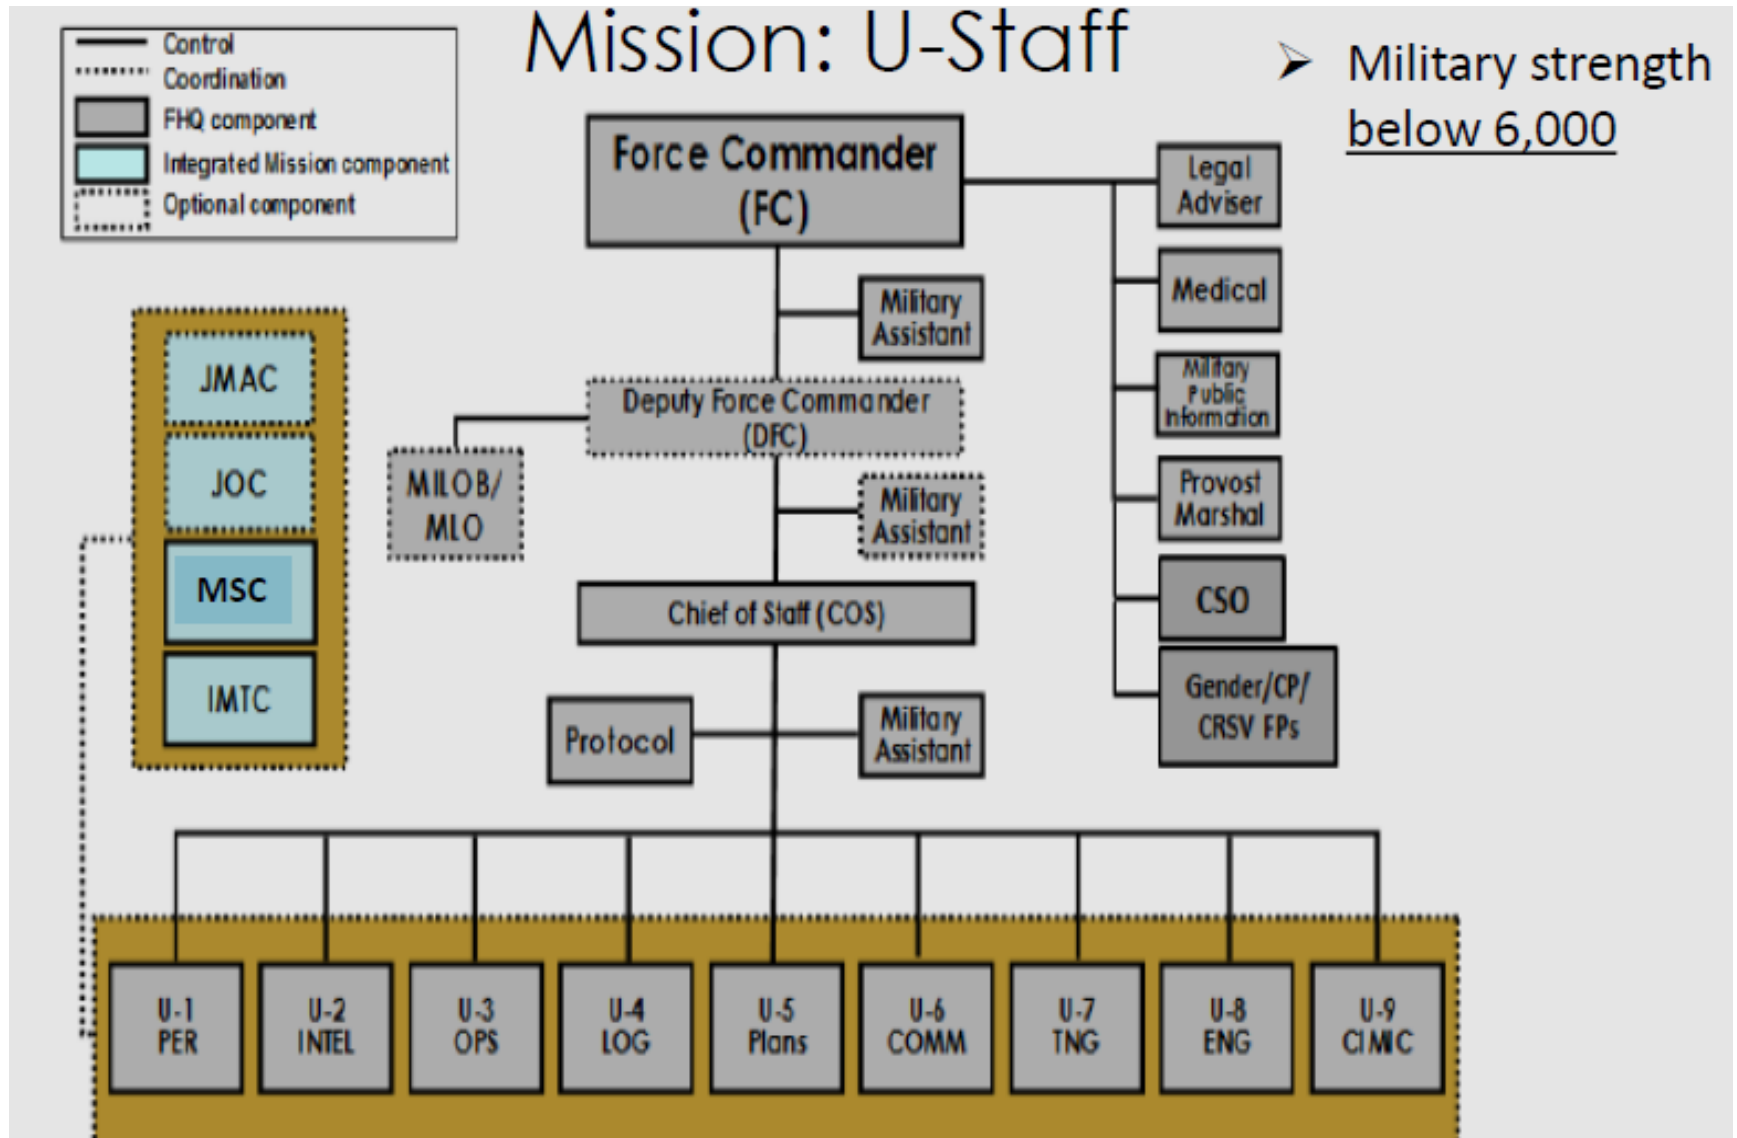 Mission: U-Staff
Control
Coordination
FHQ component
Integrated Mission component
Optional component
➢ Military strength
below 6,000
Force Commander
(FC)
Legal
Adviser
Medical
Military
Public
Information
Provost
Marshal
CSO
Gender/CP/
CRSV FPs
Military
Assistant
Deputy Force Commander
(DFC)
MILOB/
MLO
Military
Assistant
Chief of Staff (COS)
Protocol
Military
Assistant
JMAC
JOC
MSC
IMTC
U-1
PER
U-2
INTEL
U-3
OPS
U-4
LOG
U-5
Plans
U-6
COMM
U-7
TNG
U-8
ENG
U-9
CIMIC